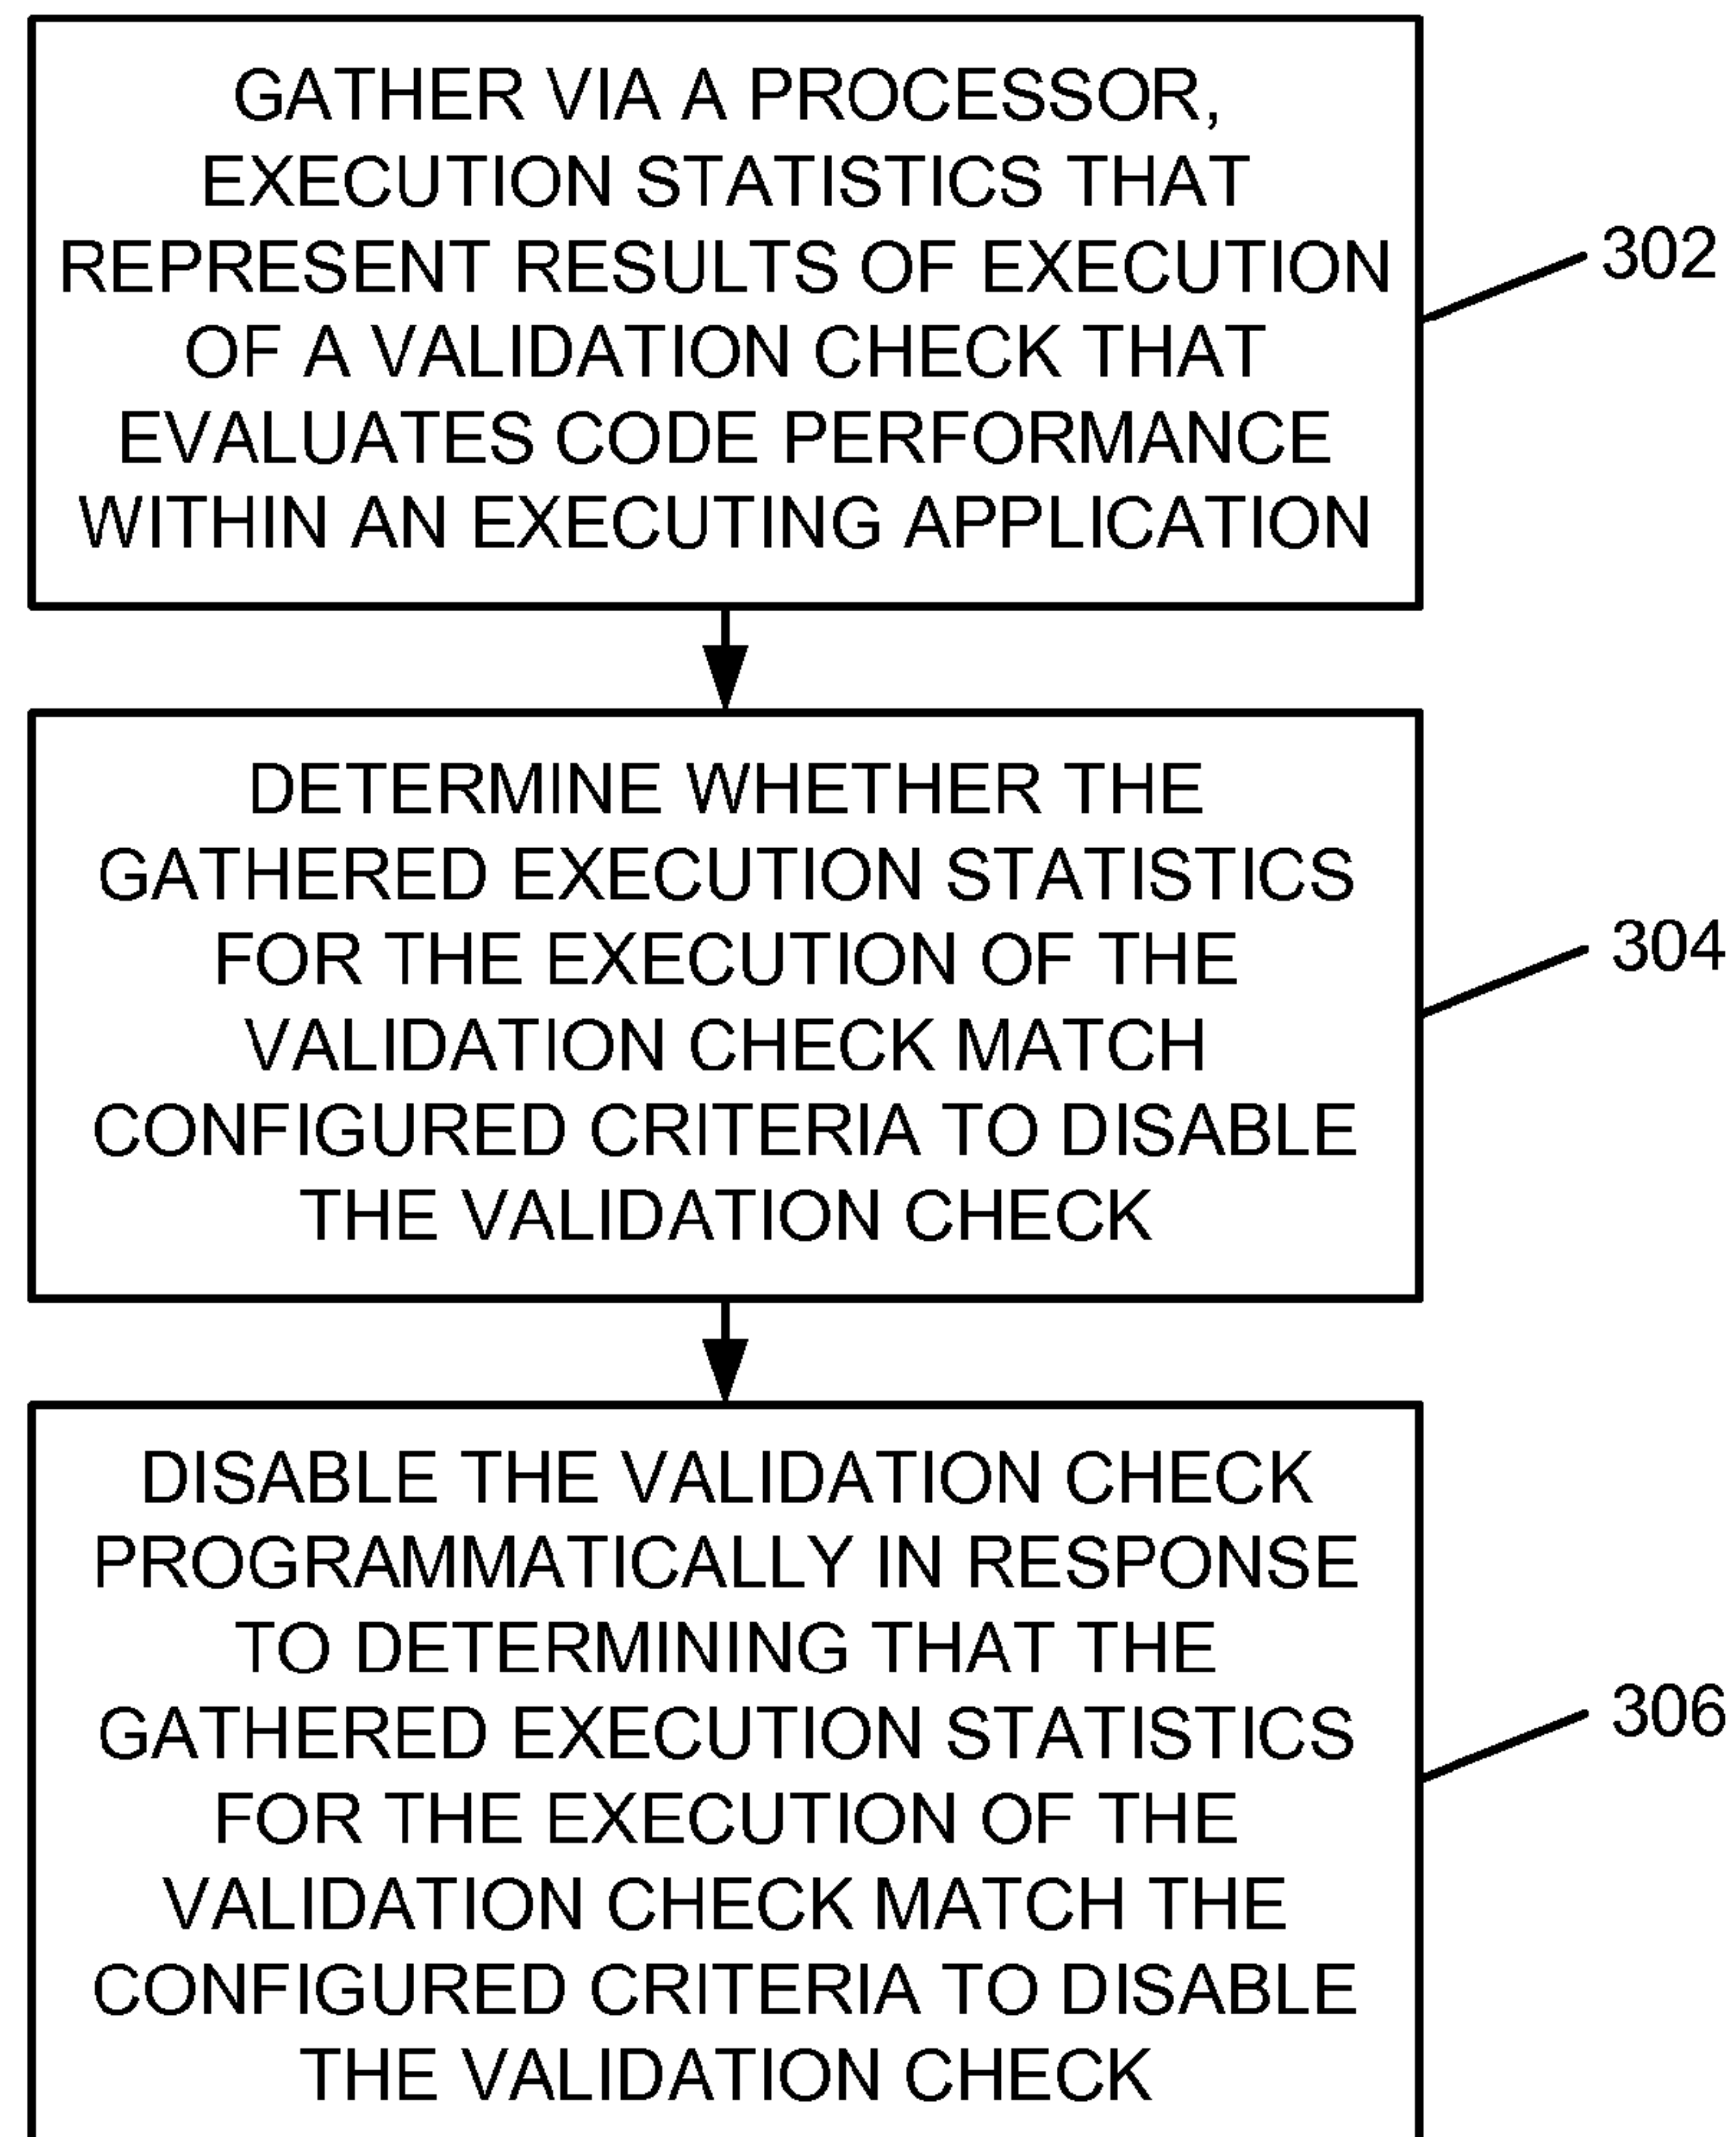 GATHER VIA A PROCESSOR,
EXECUTION STATISTICS THAT
REPRESENT RESULTS OF EXECUTION
OF A VALIDATION CHECK THAT
EVALUATES CODE PERFORMANCE
WITHIN AN EXECUTING APPLICATION
302
DETERMINE WHETHER THE
GATHERED EXECUTION STATISTICS
FOR THE EXECUTION OF THE
VALIDATION CHECK MATCH
CONFIGURED CRITERIA TO DISABLE
THE VALIDATION CHECK
304
DISABLE THE VALIDATION CHECK
PROGRAMMATICALLY IN RESPONSE
TO DETERMINING THAT THE
GATHERED EXECUTION STATISTICS
FOR THE EXECUTION OF THE
VALIDATION CHECK MATCH THE
CONFIGURED CRITERIA TO DISABLE
THE VALIDATION CHECK
306